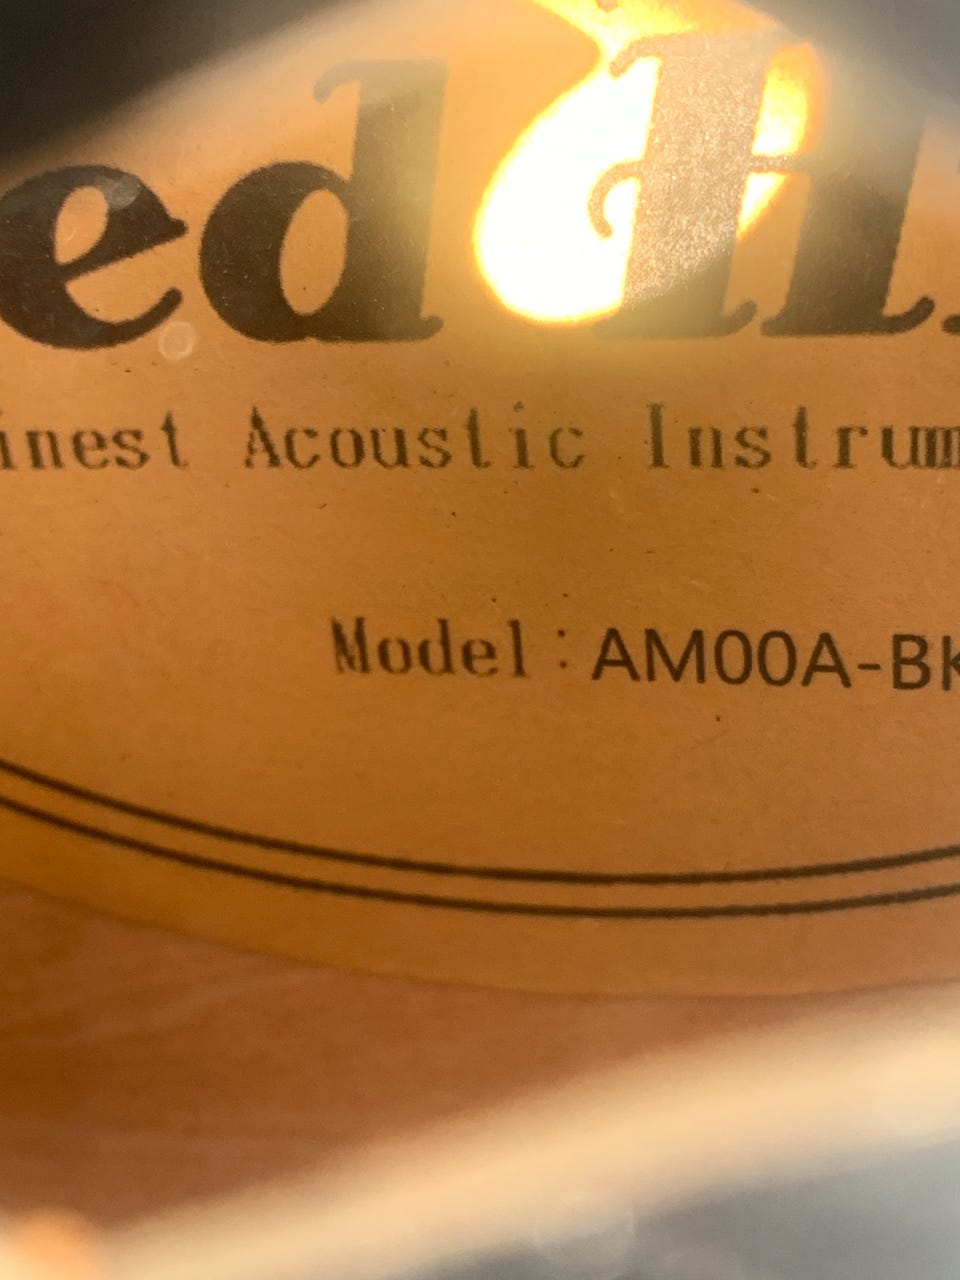 ed H
inest Acoustic Instrum
Model : AM00A-BK